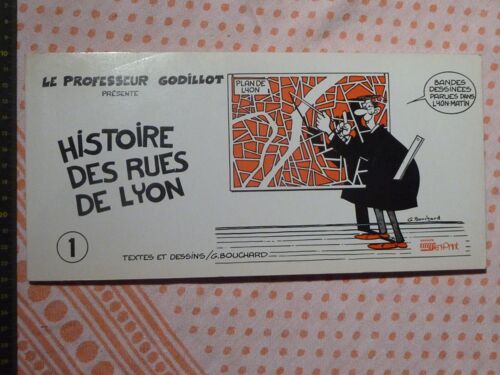 LE PROFESSEUR GODILLOT
PRÉSENTE
HISTOIRE
DES RUES
DE LYON
1
TEXTES ET DESSINS/G.BOUCHARD
PLAN DE
LYON
BANDES
DESSINÉES
PARUES DANS
LYON MATIN
G. Bouchard